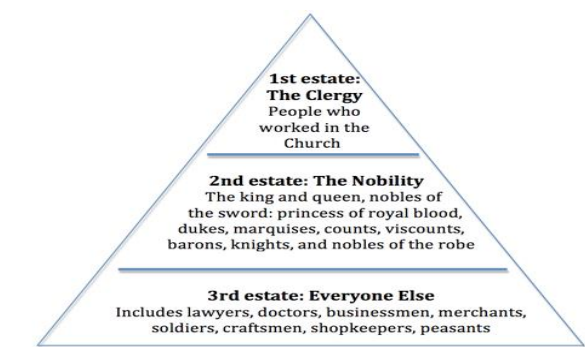 1st estate:
The Clergy
People who
worked in the
Church
2nd estate: The Nobility
The king and queen, nobles of
the sword: princess of royal blood,
dukes, marquises, counts, viscounts,
barons, knights, and nobles of the robe
3rd estate: Everyone Else
Includes lawyers, doctors, businessmen, merchants,
soldiers, craftsmen, shopkeepers, peasants